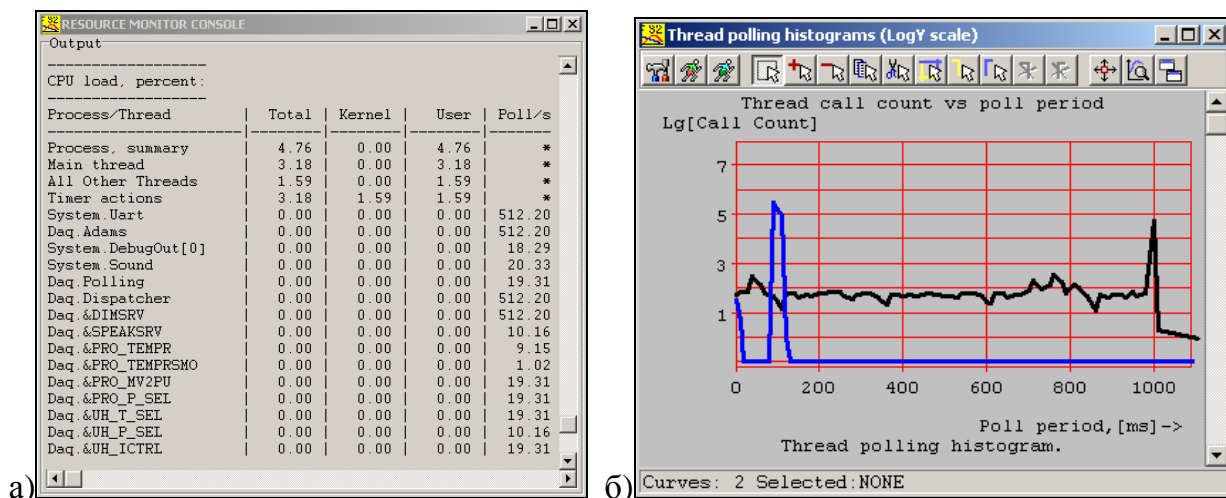 RESOURCE MONITOR CONSOLE
Output
-------------------
CPU load, percent:
-------------------
Process/Thread | Total | Kernel | User | Poll/s
-----------------------|---------|---------|---------|-------
Process, summary | 4.76 | 0.00 | 4.76 | *
Main thread | 3.18 | 0.00 | 3.18 | *
All Other Threads | 1.59 | 0.00 | 1.59 | *
Timer actions | 3.18 | 1.59 | 1.59 | *
System.Uart | 0.00 | 0.00 | 0.00 | 512.20
Daq.Adams | 0.00 | 0.00 | 0.00 | 512.20
System.DebugOut[0] | 0.00 | 0.00 | 0.00 | 18.29
System.Sound | 0.00 | 0.00 | 0.00 | 20.33
Daq.Polling | 0.00 | 0.00 | 0.00 | 19.31
Daq.Dispatcher | 0.00 | 0.00 | 0.00 | 512.20
Daq.&DIMSRV | 0.00 | 0.00 | 0.00 | 512.20
Daq.&SPEAKSRV | 0.00 | 0.00 | 0.00 | 10.16
Daq.&PRO_TEMPR | 0.00 | 0.00 | 0.00 | 9.15
Daq.&PRO_TEMPRSMO | 0.00 | 0.00 | 0.00 | 1.02
Daq.&PRO_MV2PU | 0.00 | 0.00 | 0.00 | 19.31
Daq.&PRO_P_SEL | 0.00 | 0.00 | 0.00 | 19.31
Daq.&UH_T_SEL | 0.00 | 0.00 | 0.00 | 19.31
Daq.&UH_P_SEL | 0.00 | 0.00 | 0.00 | 10.16
Daq.&UH_ICTRL | 0.00 | 0.00 | 0.00 | 19.31
а)
Thread polling histograms (LogY scale)
Thread call count vs poll period
Lg[Call Count]
7
5
3
1
0 200 400 600 800 1000
Poll period,[ms]->
Thread polling histogram.
Curves: 2 Selected:NONE
б)